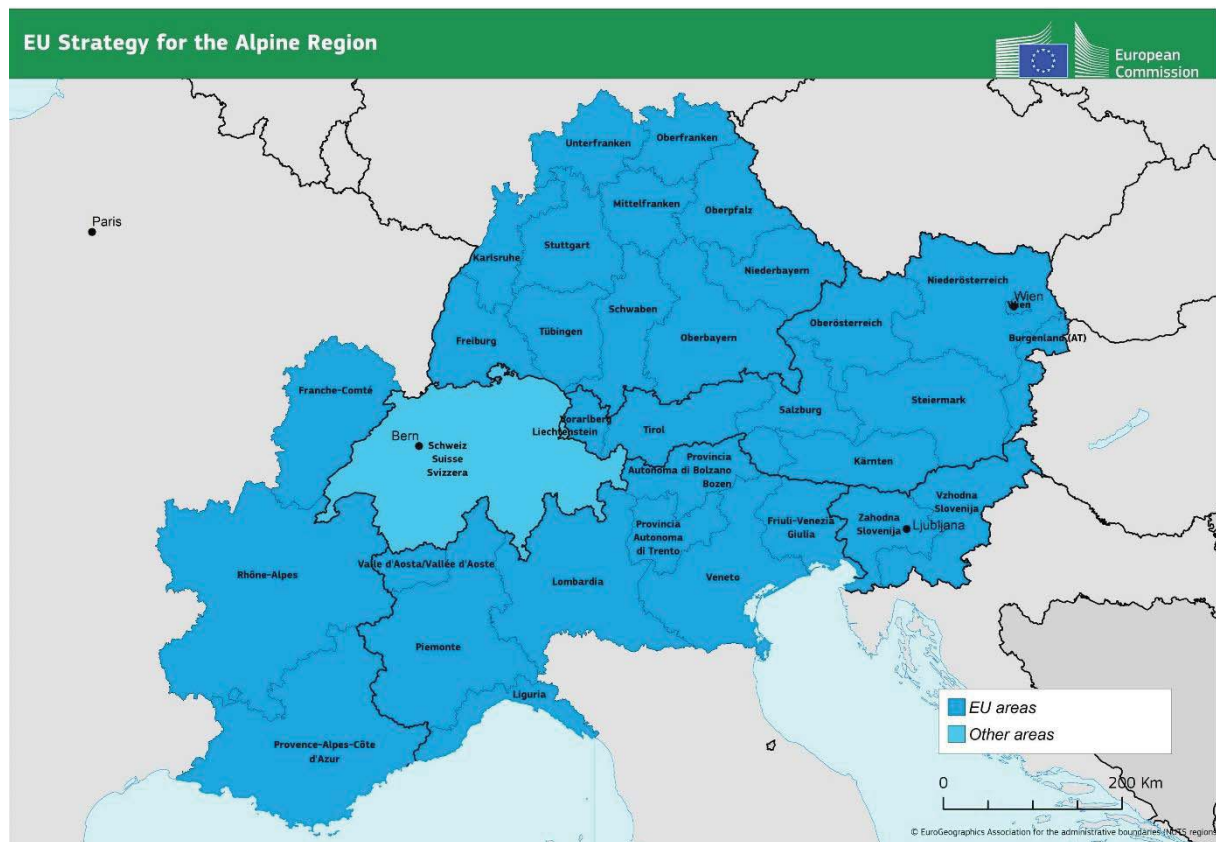 EU Strategy for the Alpine Region
European
Commission
Unterfranken
Oberfranken
Paris
Mittelfranken
Oberpfalz
Stuttgart
Karlsruhe
Niederbayern
Niederösterreich
Wien
Wien
Schwaben
Oberösterreich
Tübingen
Freiburg
Oberbayern
Burgenland (AT)
Franche-Comté
Salzburg
Steiermark
Vorarlberg
Liechtenstein
Tirol
Bern
Schweiz
Suisse
Svizzera
Provincia
Autonoma di Bolzano
Bozen
Kärnten
Vzhodna
Slovenija
Zahodna
Slovenija
Ljubljana
Friuli-Venezia
Giulia
Provincia
Autonoma
di Trento
Valle d'Aosta/Vallée d'Aoste
Rhône-Alpes
Lombardia
Veneto
Piemonte
Liguria
Provence-Alpes-Côte
d'Azur
EU areas
Other areas
0
200 Km
© EuroGeographics Association for the administrative boundaries (NUTS regions